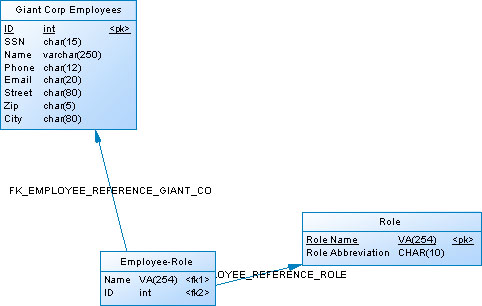 Giant Corp Employees
ID int <pk>
SSN char(15)
Name varchar(250)
Phone char(12)
Email char(20)
Street char(80)
Zip char(5)
City char(80)
FK_EMPLOYEE_REFERENCE_GIANT_CO
Role
Role Name VA(254) <pk>
Role Abbreviation CHAR(10)
Employee-Role
Name VA(254) <fk1>
ID int <fk2>
OYEE_REFERENCE_ROLE